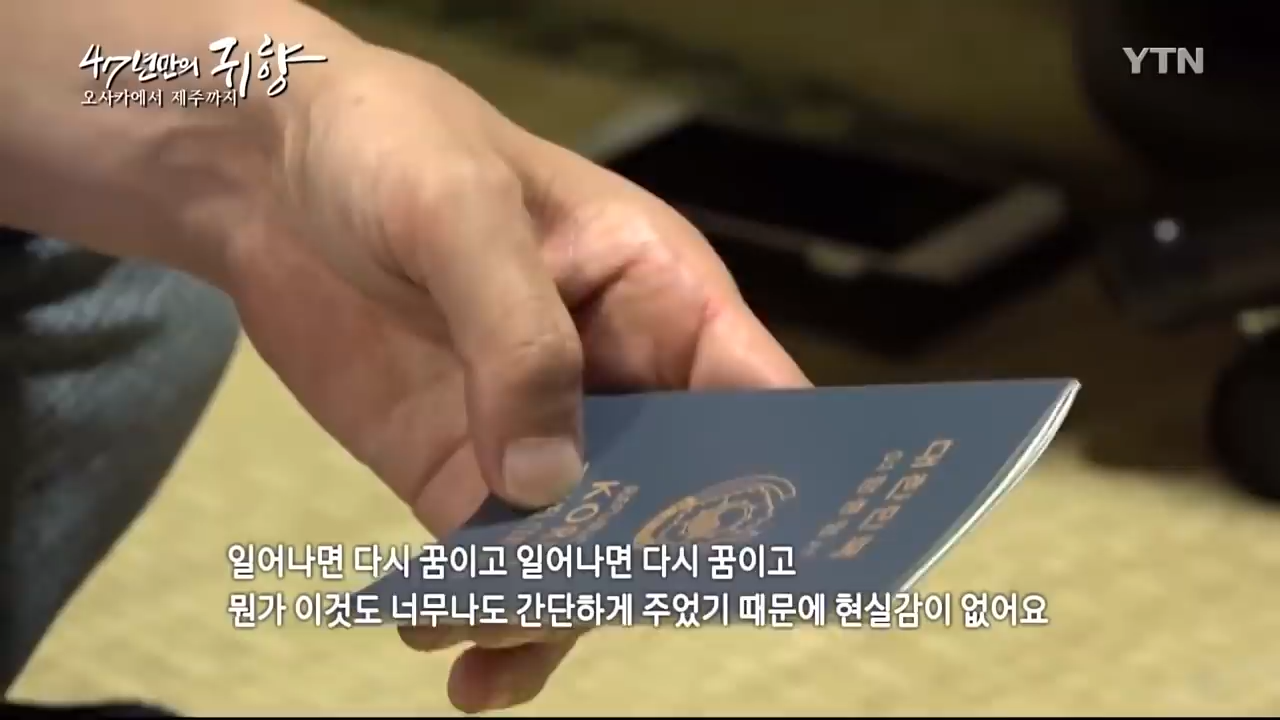 47년만의 귀향
오사카에서 제주까지
YTN
대한민국
KOR
일어나면 다시 꿈이고 일어나면 다시 꿈이고
뭔가 이것도 너무나도 간단하게 주었기 때문에 현실감이 없어요